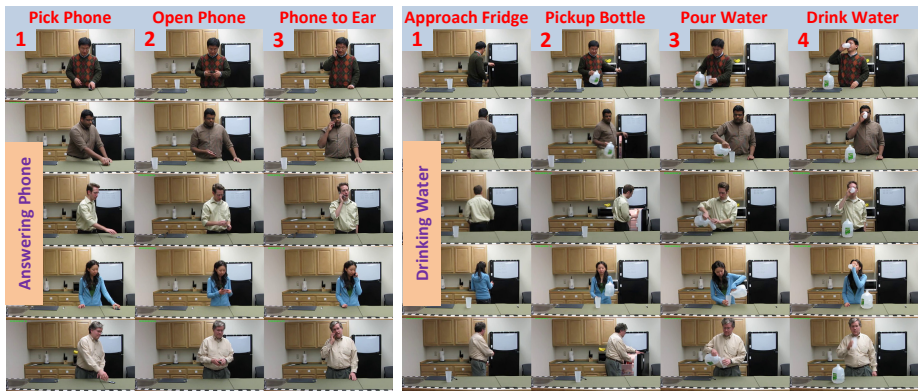 Pick Phone
1
Open Phone
2
Phone to Ear
3
Answering Phone
Approach Fridge
1
Pickup Bottle
2
Pour Water
3
Drink Water
4
Drinking Water